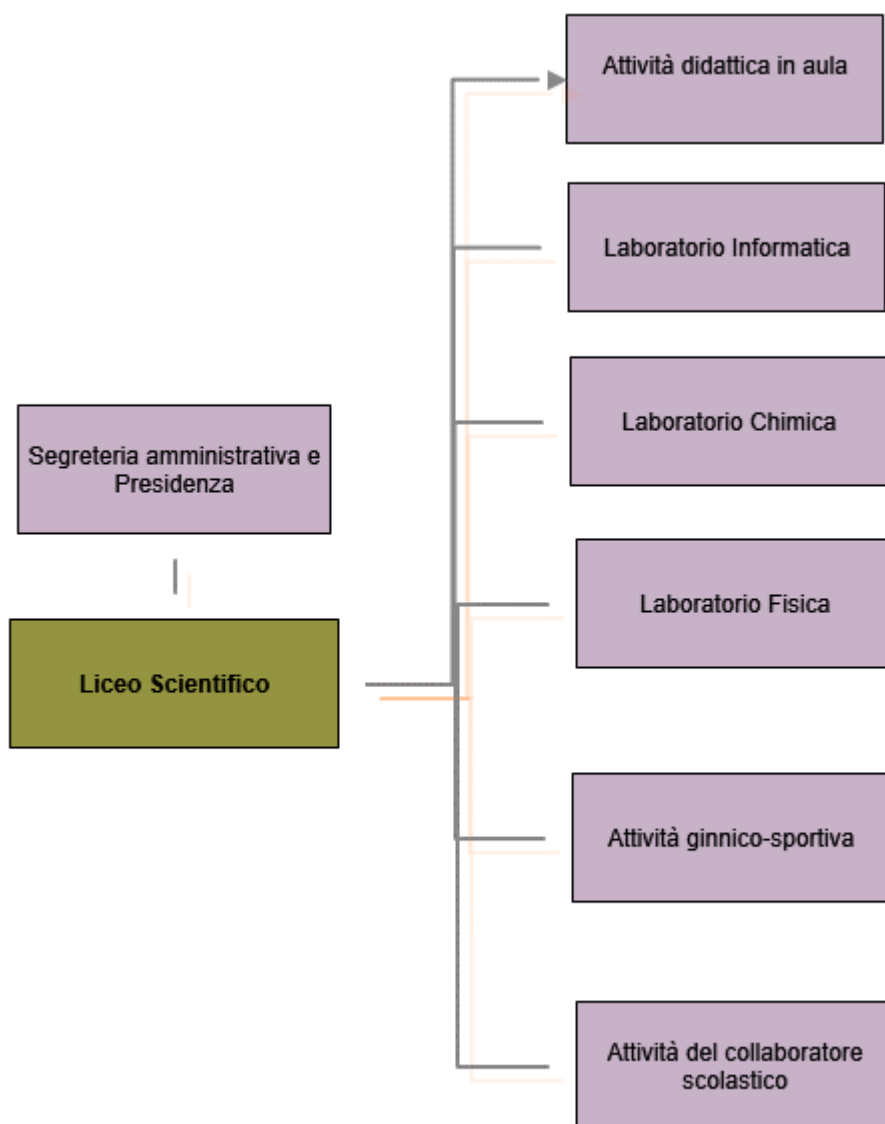 Attività didattica in aula
Laboratorio Informatica
Laboratorio Chimica
Segreteria amministrativa e
Presidenza
Laboratorio Fisica
Liceo Scientifico
Attività ginnico-sportiva
Attività del collaboratore
scolastico